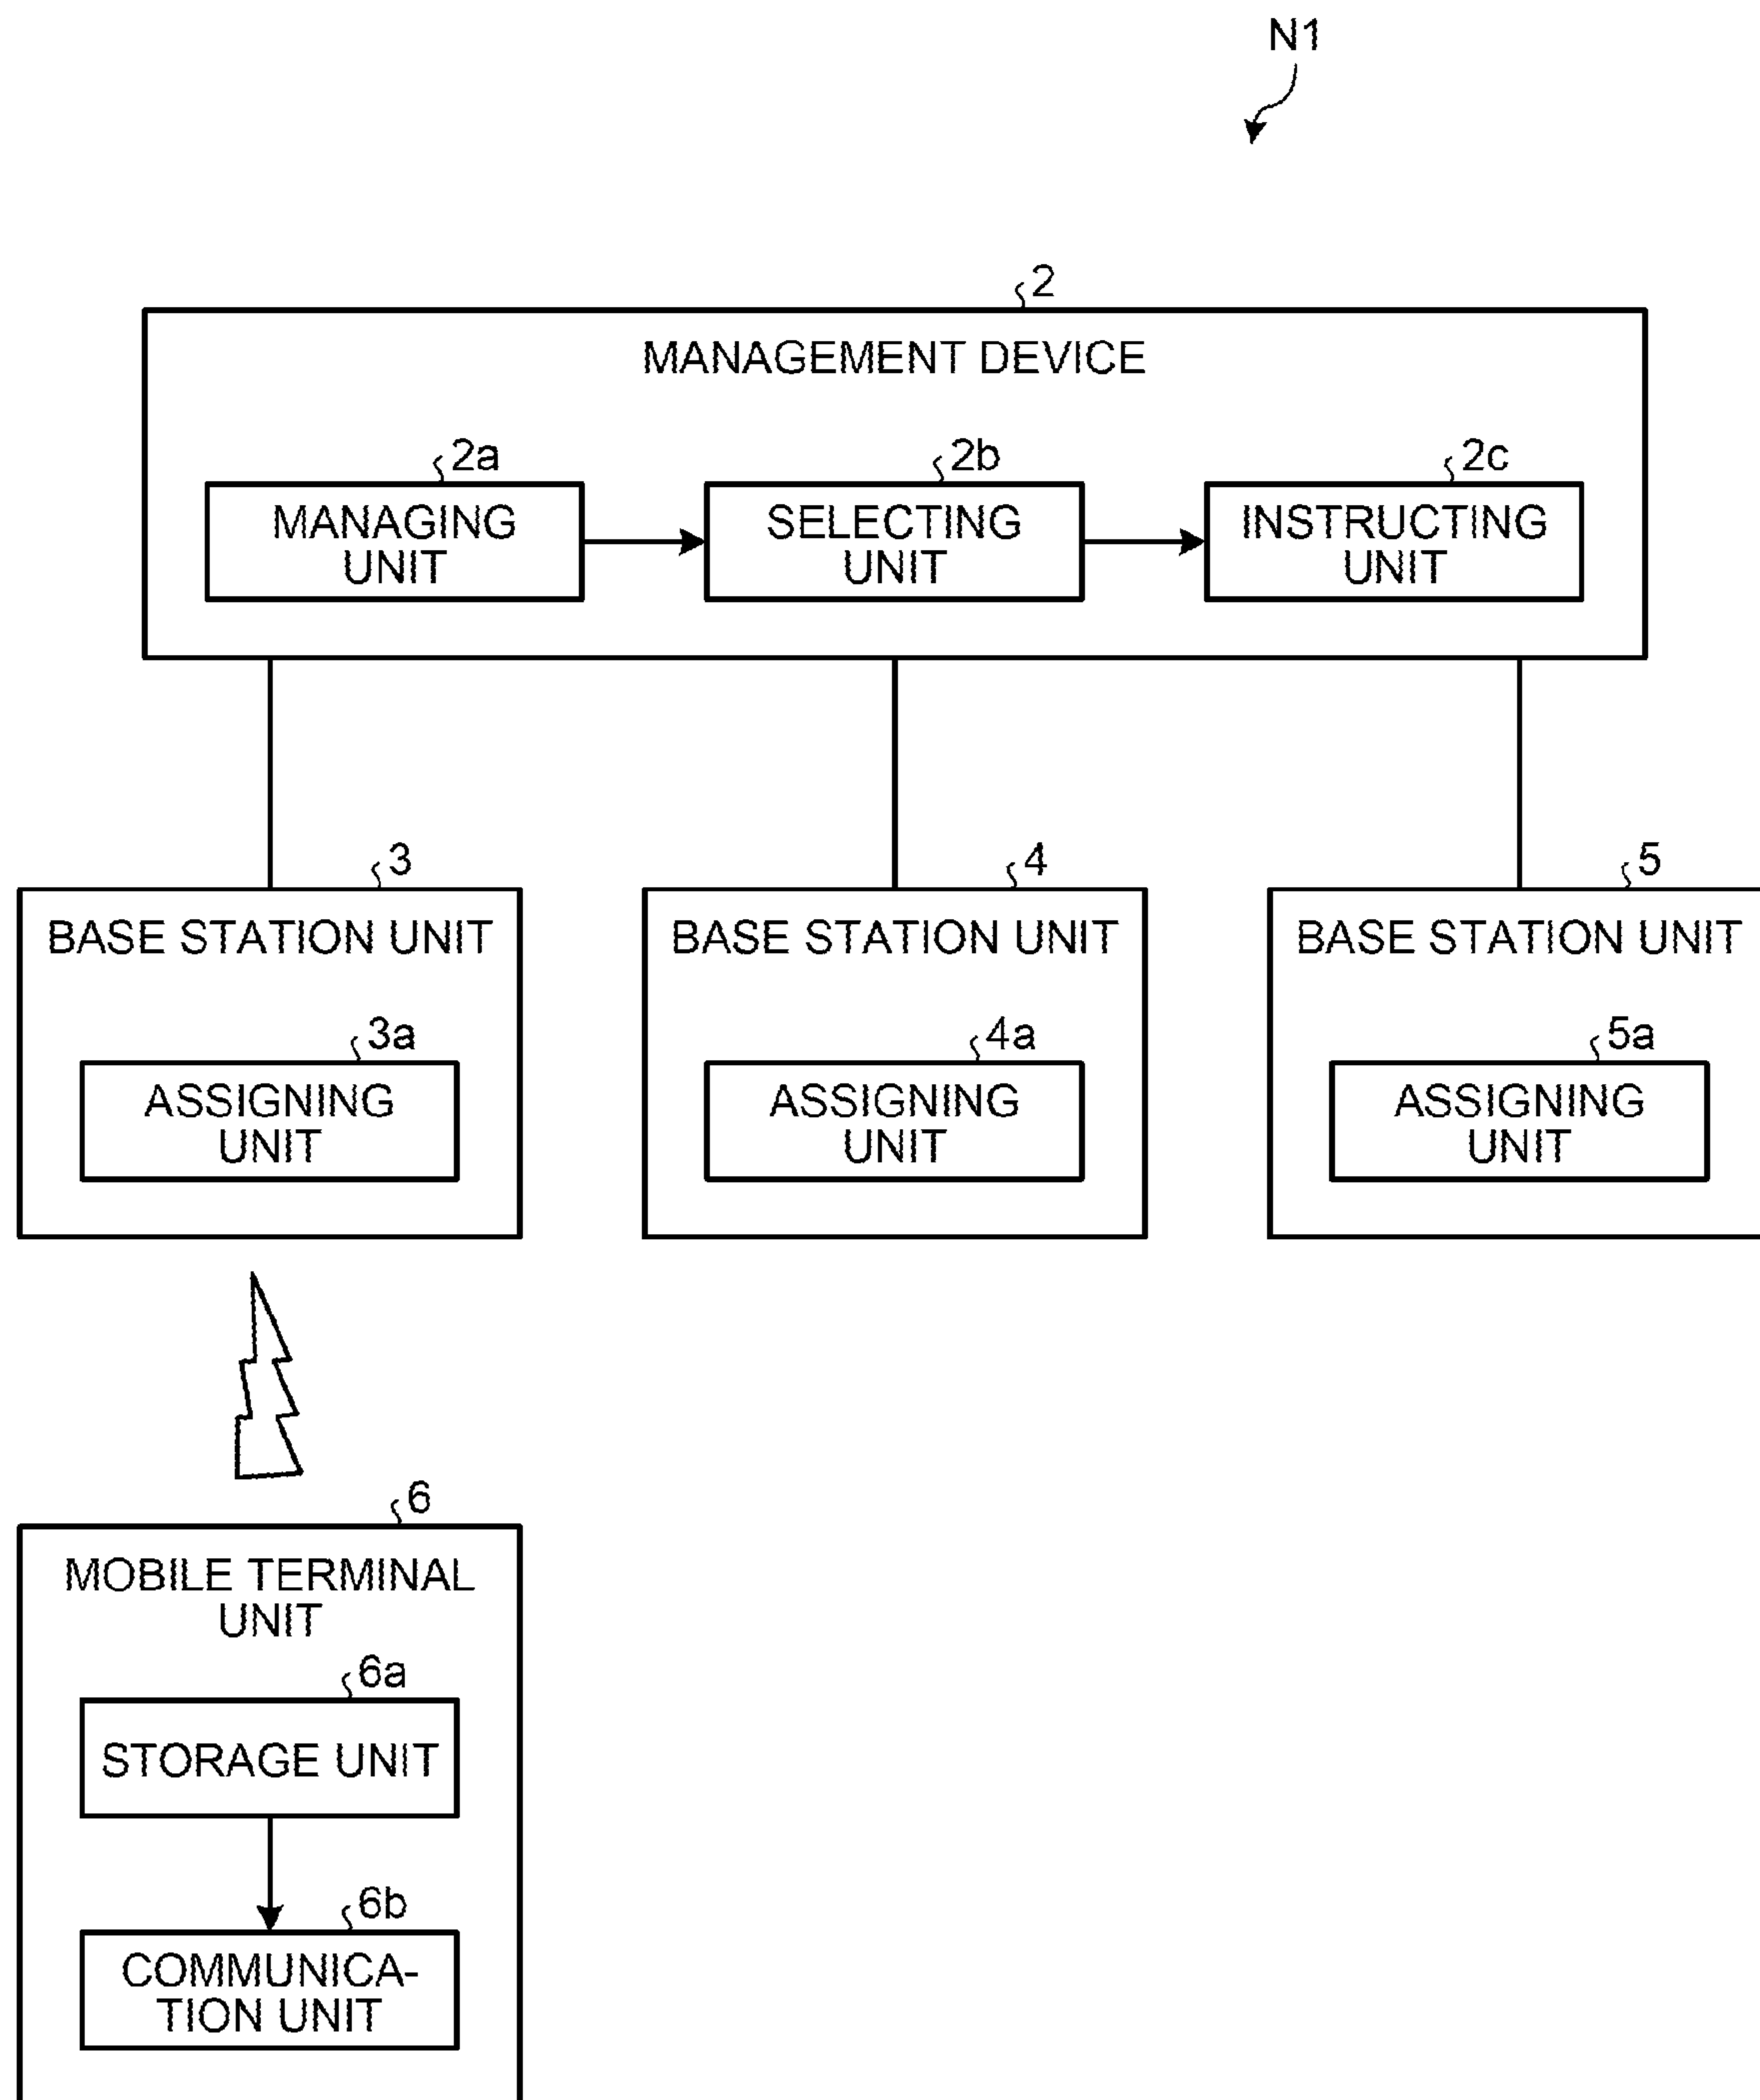 N1
2
MANAGEMENT DEVICE
2a
2b
2c
MANAGING
UNIT
SELECTING
UNIT
INSTRUCTING
UNIT
3
4
5
BASE STATION UNIT
BASE STATION UNIT
BASE STATION UNIT
3a
4a
5a
ASSIGNING
UNIT
ASSIGNING
UNIT
ASSIGNING
UNIT
6
MOBILE TERMINAL
UNIT
6a
STORAGE UNIT
6b
COMMUNICA-
TION UNIT